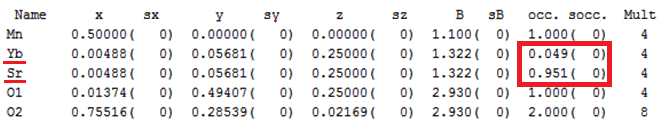 Name x sx y sy z sz B sB occ. socc. Mult
Mn 0.50000( 0) 0.00000( 0) 0.00000( 0) 1.100( 0) 1.000( 0) 4
Yb 0.00488( 0) 0.05681( 0) 0.25000( 0) 1.322( 0) 0.049( 0) 4
Sr 0.00488( 0) 0.05681( 0) 0.25000( 0) 1.322( 0) 0.951( 0) 4
O1 0.01374( 0) 0.49407( 0) 0.25000( 0) 2.930( 0) 1.000( 0) 4
O2 0.75516( 0) 0.28539( 0) 0.02169( 0) 2.930( 0) 2.000( 0) 8